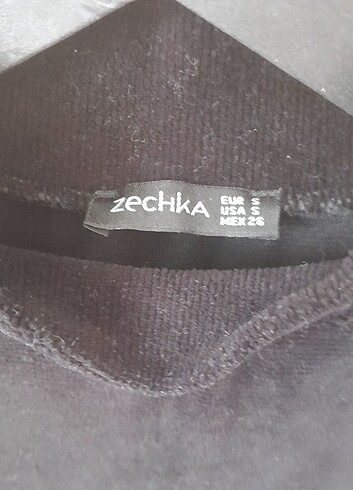 zechka
EUR S
USA S
MEX 26